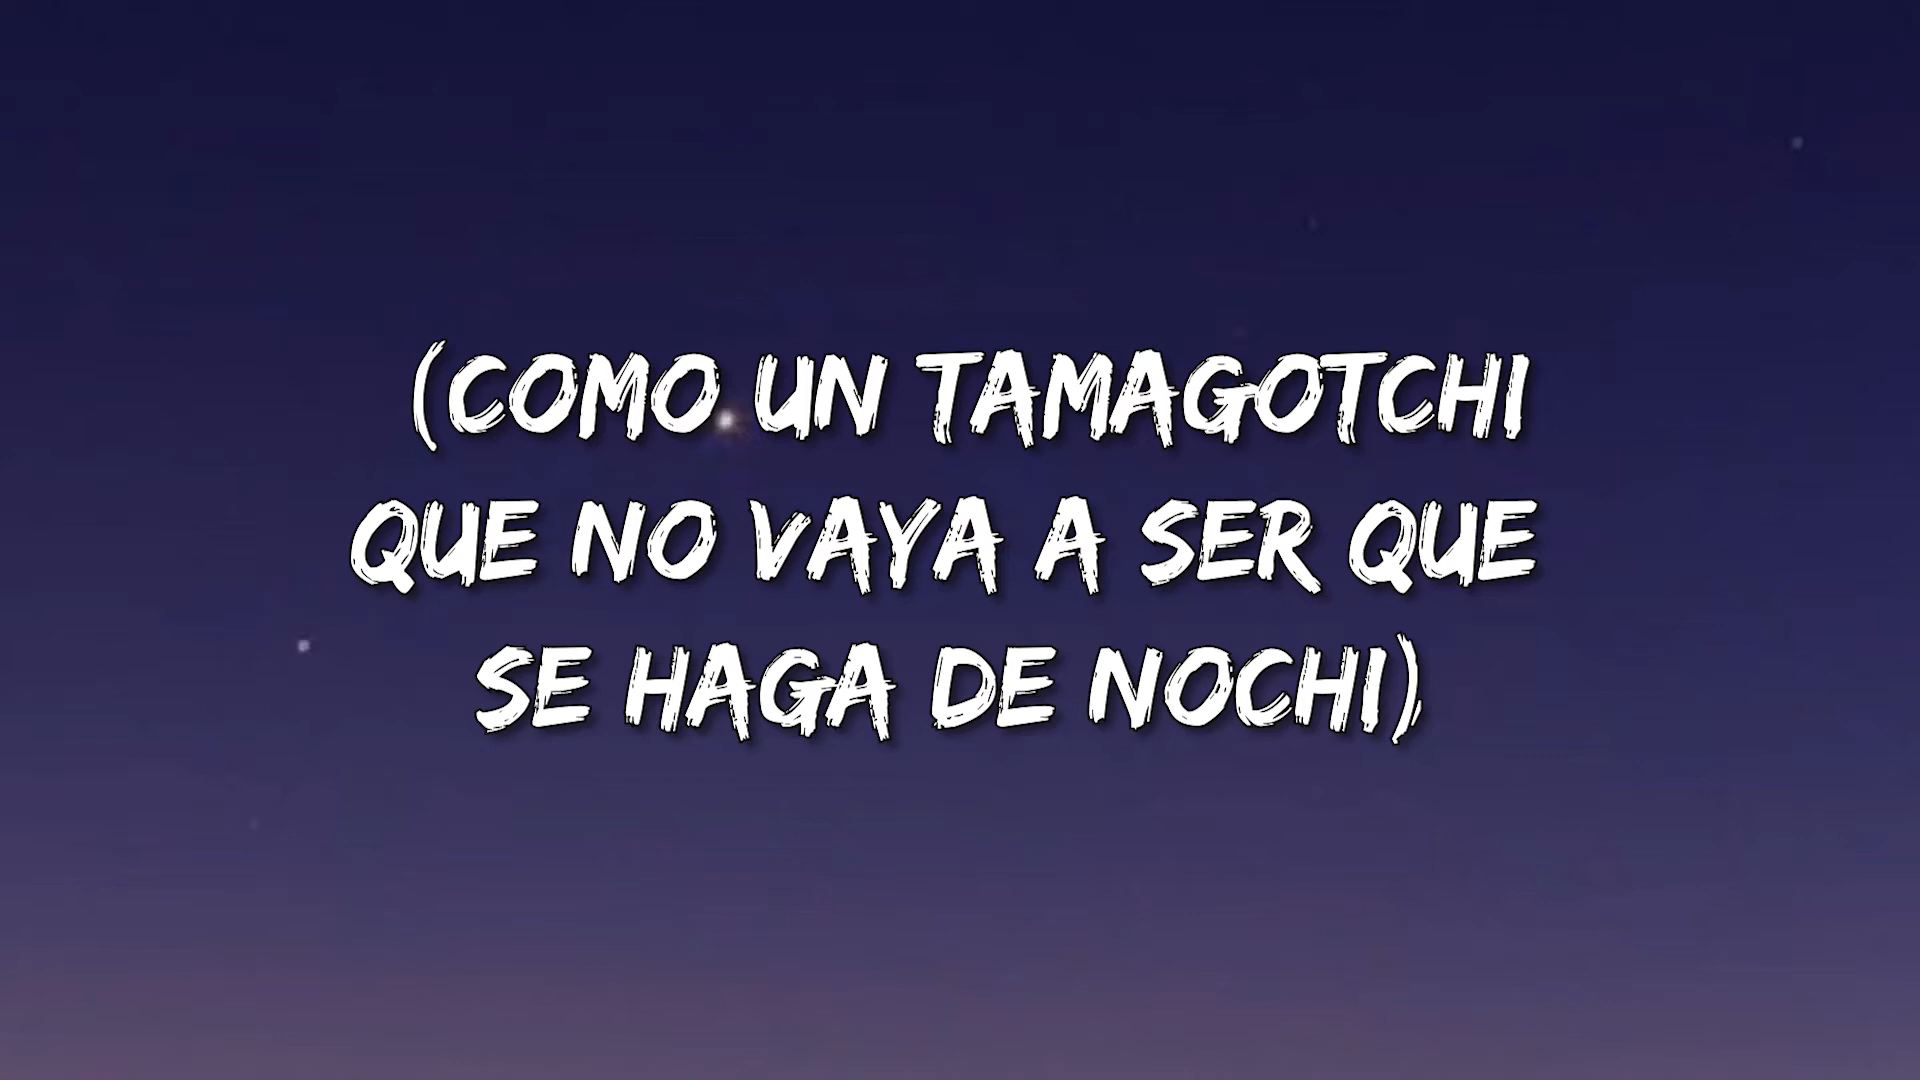 (COMO UN TAMAGOTCHI
QUE NO VAYA A SER QUE
SE HAGA DE NOCHI)